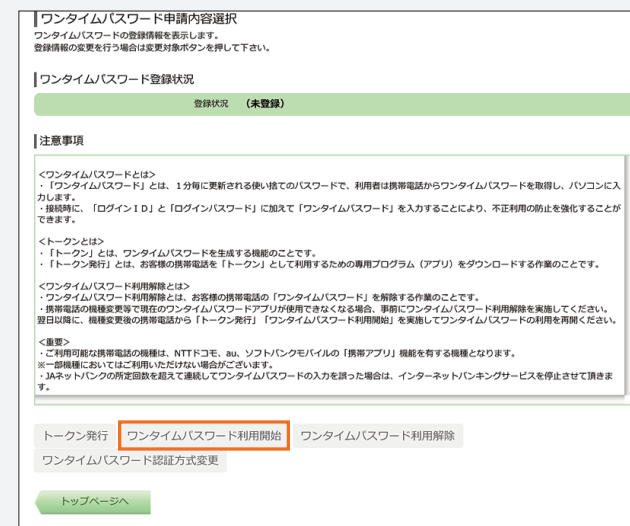 ワンタイムパスワード申請内容選択
ワンタイムパスワードの登録情報を表示します。
登録情報の変更を行う場合は変更対象ボタンを押して下さい。
ワンタイムパスワード登録状況
登録状況 (未登録)
注意事項
<ワンタイムパスワードとは>
・「ワンタイムパスワード」とは、1分毎に更新される使い捨てのパスワードで、利用者は携帯電話からワンタイムパスワードを取得し、パソコンに入
力します。
・接続時に、「ログインID」と「ログインパスワード」に加えて「ワンタイムパスワード」を入力することにより、不正利用の防止を強化することが
できます。
<トークンとは>
・「トークン」とは、ワンタイムパスワードを生成する機能のことです。
・「トークン発行」とは、お客様の携帯電話を「トークン」として利用するための専用プログラム(アプリ)をダウンロードする作業のことです。
<ワンタイムパスワード利用解除とは>
・ワンタイムパスワード利用解除とは、お客様の携帯電話の「ワンタイムパスワード」を解除する作業のことです。
・携帯電話の機種変更等で現在のワンタイムパスワードアプリが使用できなくなる場合、事前にワンタイムパスワード利用解除を実施してください。
翌日以降に、機種変更後の携帯電話から「トークン発行」「ワンタイムパスワード利用開始」を実施してワンタイムパスワードの利用を再開ください。
<重要>
・ご利用可能な携帯電話の機種は、NTTドコモ、au、ソフトバンクモバイルの「携帯アプリ」機能を有する機種となります。
※一部機種においてはご利用いただけない場合がございます。
・JAネットバンクの所定回数を超えて連続してワンタイムパスワードの入力を誤った場合は、インターネットバンキングサービスを停止させて頂きま
す。
トークン発行 ワンタイムパスワード利用開始 ワンタイムパスワード利用解除
ワンタイムパスワード認証方式変更
トップページへ